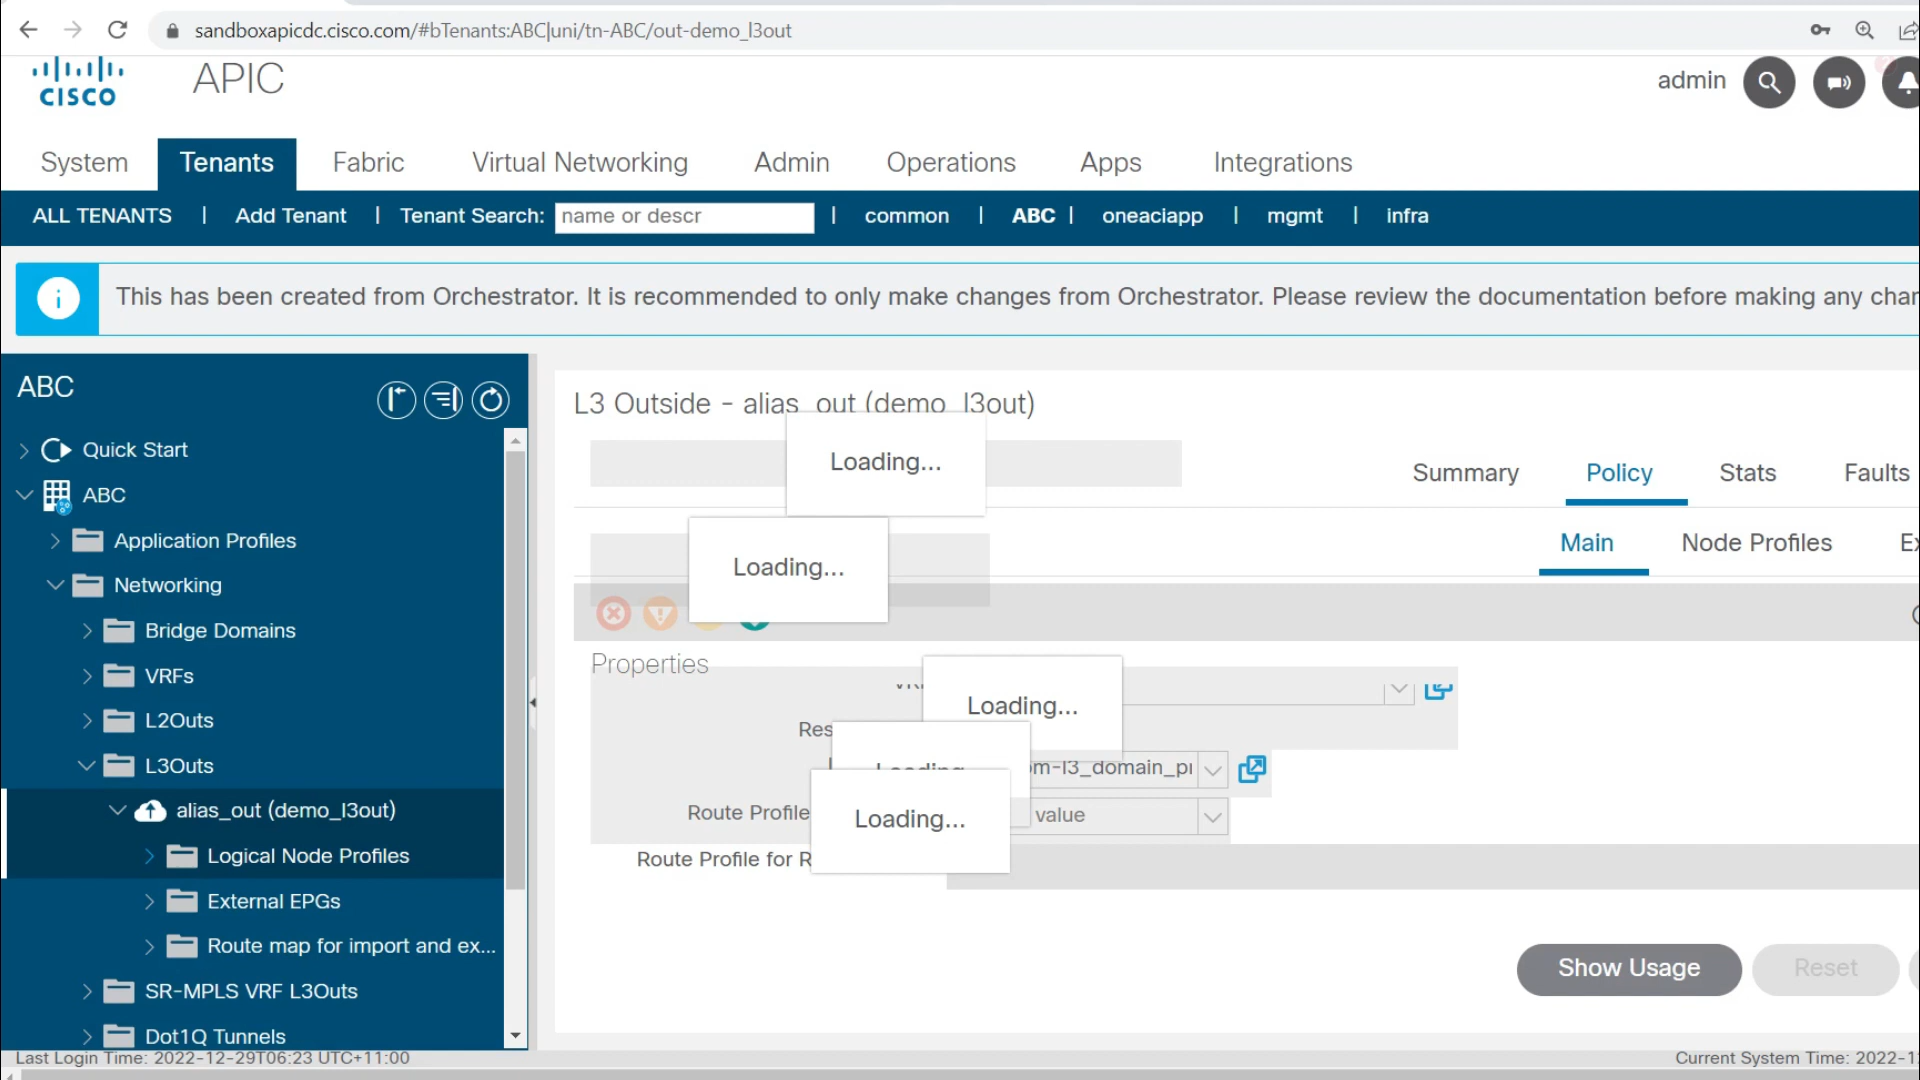 sandboxapicdc.cisco.com/#bTenants:ABC|uni/tn-ABC/out-demo_l3out
CISCO
APIC
admin
System
Tenants
Fabric
Virtual Networking
Admin
Operations
Apps
Integrations
ALL TENANTS | Add Tenant | Tenant Search: name or descr | common | ABC | oneaciapp | mgmt | infra
This has been created from Orchestrator. It is recommended to only make changes from Orchestrator. Please review the documentation before making any char
ABC
Quick Start
ABC
Application Profiles
Networking
Bridge Domains
VRFs
L2Outs
L3Outs
alias_out (demo_l3out)
Logical Node Profiles
External EPGs
Route map for import and ex...
SR-MPLS VRF L3Outs
Dot1Q Tunnels
L3 Outside - alias_out (demo_l3out)
Loading...
Summary
Policy
Stats
Faults
Loading...
Main
Node Profiles
Ex
Properties
Loading...
Res
Loading...
om-l3_domain_pr
Route Profile
value
Loading...
Route Profile for R
Show Usage
Reset
Last Login Time: 2022-12-29T06:23 UTC+11:00
Current System Time: 2022-1